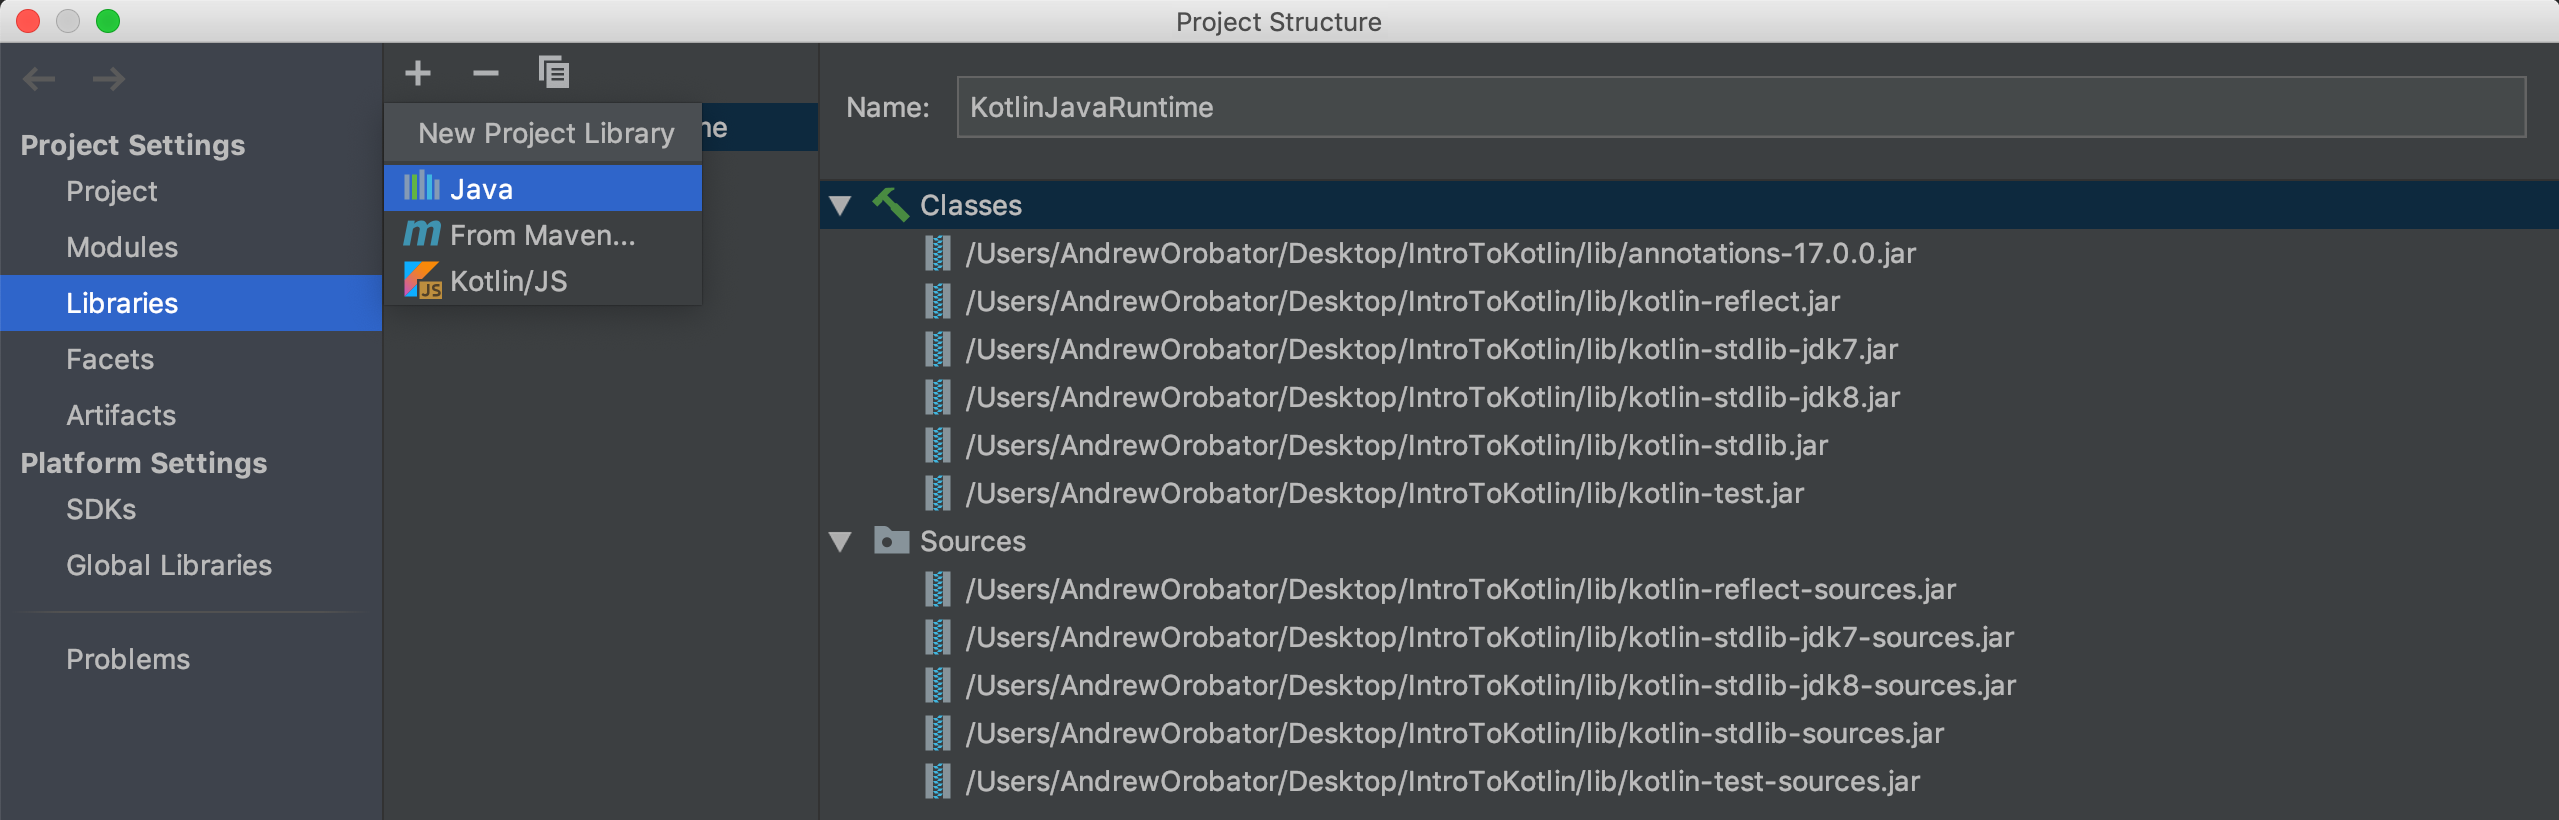 Project Structure
Project Settings
Project
Modules
Libraries
Facets
Artifacts
Platform Settings
SDKs
Global Libraries
Problems
New Project Library
Java
From Maven...
Kotlin/JS
ne
Name: KotlinJavaRuntime
Classes
/Users/AndrewOrobator/Desktop/IntroToKotlin/lib/annotations-17.0.0.jar
/Users/AndrewOrobator/Desktop/IntroToKotlin/lib/kotlin-reflect.jar
/Users/AndrewOrobator/Desktop/IntroToKotlin/lib/kotlin-stdlib-jdk7.jar
/Users/AndrewOrobator/Desktop/IntroToKotlin/lib/kotlin-stdlib-jdk8.jar
/Users/AndrewOrobator/Desktop/IntroToKotlin/lib/kotlin-stdlib.jar
/Users/AndrewOrobator/Desktop/IntroToKotlin/lib/kotlin-test.jar
Sources
/Users/AndrewOrobator/Desktop/IntroToKotlin/lib/kotlin-reflect-sources.jar
/Users/AndrewOrobator/Desktop/IntroToKotlin/lib/kotlin-stdlib-jdk7-sources.jar
/Users/AndrewOrobator/Desktop/IntroToKotlin/lib/kotlin-stdlib-jdk8-sources.jar
/Users/AndrewOrobator/Desktop/IntroToKotlin/lib/kotlin-stdlib-sources.jar
/Users/AndrewOrobator/Desktop/IntroToKotlin/lib/kotlin-test-sources.jar